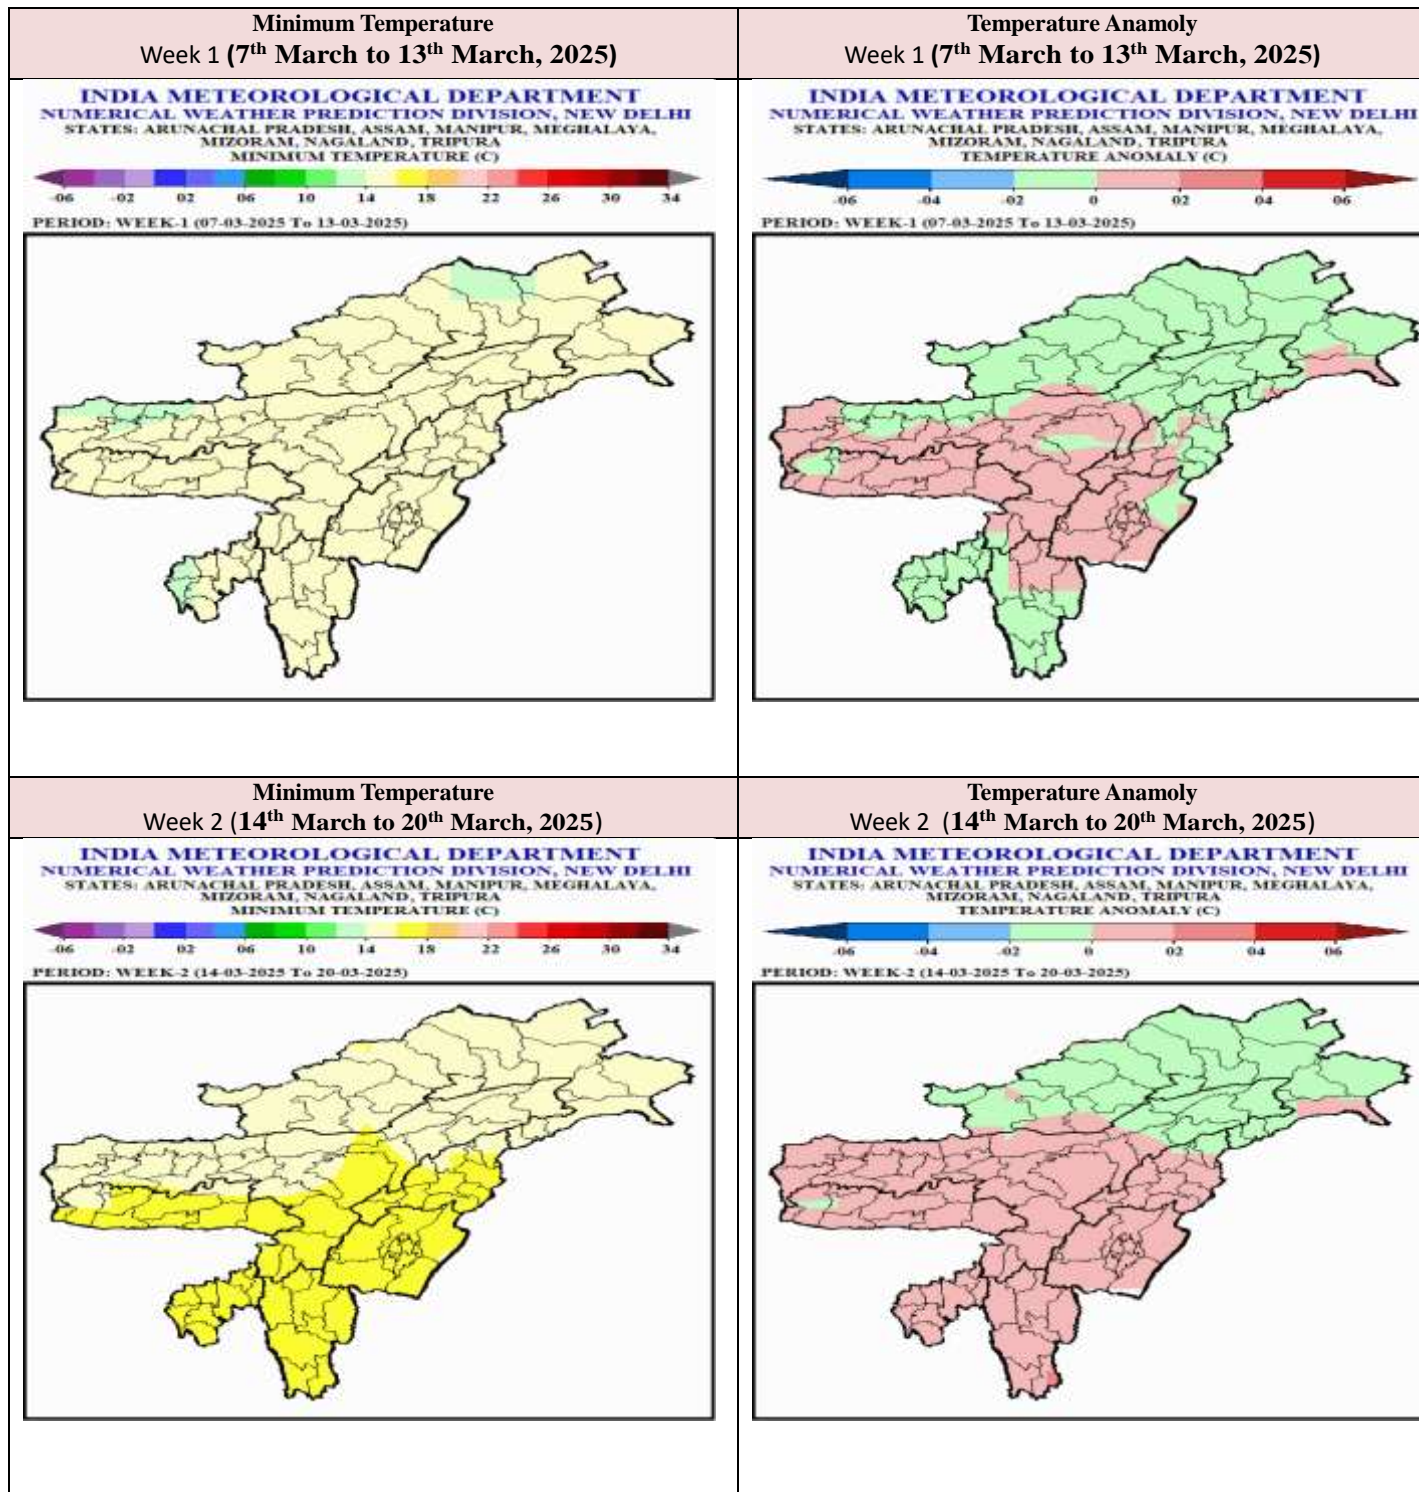 Minimum Temperature
Week 1 (7th March to 13th March, 2025)
INDIA METEOROLOGICAL DEPARTMENT
NUMERICAL WEATHER PREDICTION DIVISION, NEW DELHI
STATES: ARUNACHAL PRADESH, ASSAM, MANIPUR, MEGHALAYA,
MIZORAM, NAGALAND, TRIPURA
MINIMUM TEMPERATURE (C)
-06 -02 02 06 10 14 18 22 26 30 34
PERIOD: WEEK-1 (07-03-2025 To 13-03-2025)
Temperature Anamoly
Week 1 (7th March to 13th March, 2025)
INDIA METEOROLOGICAL DEPARTMENT
NUMERICAL WEATHER PREDICTION DIVISION, NEW DELHI
STATES: ARUNACHAL PRADESH, ASSAM, MANIPUR, MEGHALAYA,
MIZORAM, NAGALAND, TRIPURA
TEMPERATURE ANOMALY (C)
-06 -04 -02 0 02 04 06
PERIOD: WEEK-1 (07-03-2025 To 13-03-2025)
Minimum Temperature
Week 2 (14th March to 20th March, 2025)
INDIA METEOROLOGICAL DEPARTMENT
NUMERICAL WEATHER PREDICTION DIVISION, NEW DELHI
STATES: ARUNACHAL PRADESH, ASSAM, MANIPUR, MEGHALAYA,
MIZORAM, NAGALAND, TRIPURA
MINIMUM TEMPERATURE (C)
-06 -02 02 06 10 14 18 22 26 30 34
PERIOD: WEEK-2 (14-03-2025 To 20-03-2025)
Temperature Anamoly
Week 2 (14th March to 20th March, 2025)
INDIA METEOROLOGICAL DEPARTMENT
NUMERICAL WEATHER PREDICTION DIVISION, NEW DELHI
STATES: ARUNACHAL PRADESH, ASSAM, MANIPUR, MEGHALAYA,
MIZORAM, NAGALAND, TRIPURA
TEMPERATURE ANOMALY (C)
-06 -04 -02 0 02 04 06
PERIOD: WEEK-2 (14-03-2025 To 20-03-2025)